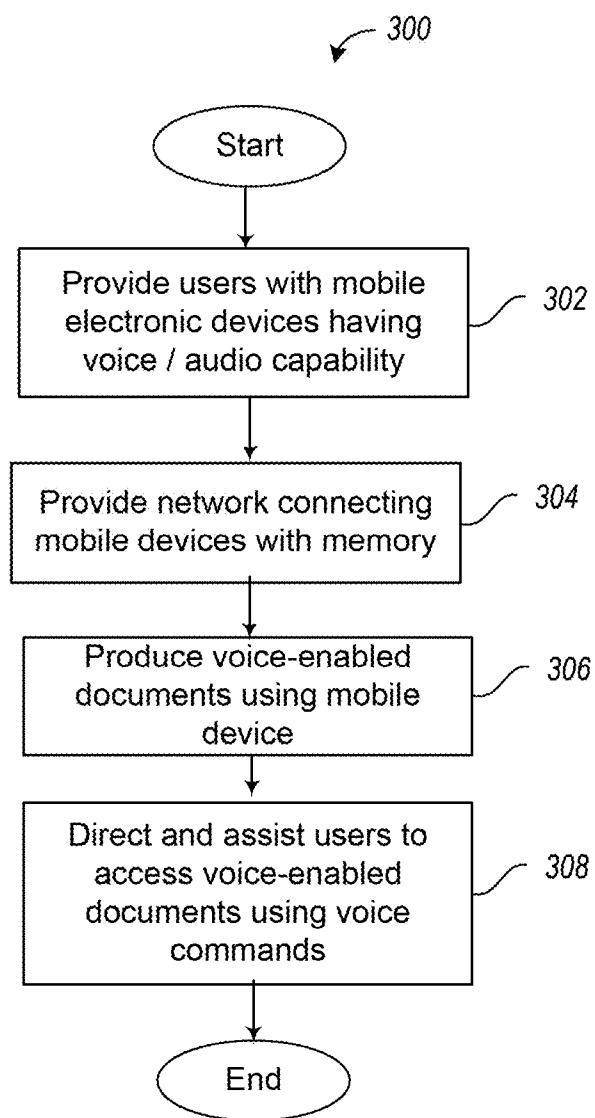 300
Start
Provide users with mobile
electronic devices having
voice / audio capability
302
Provide network connecting
mobile devices with memory
304
Produce voice-enabled
documents using mobile
device
306
Direct and assist users to
access voice-enabled
documents using voice
commands
308
End